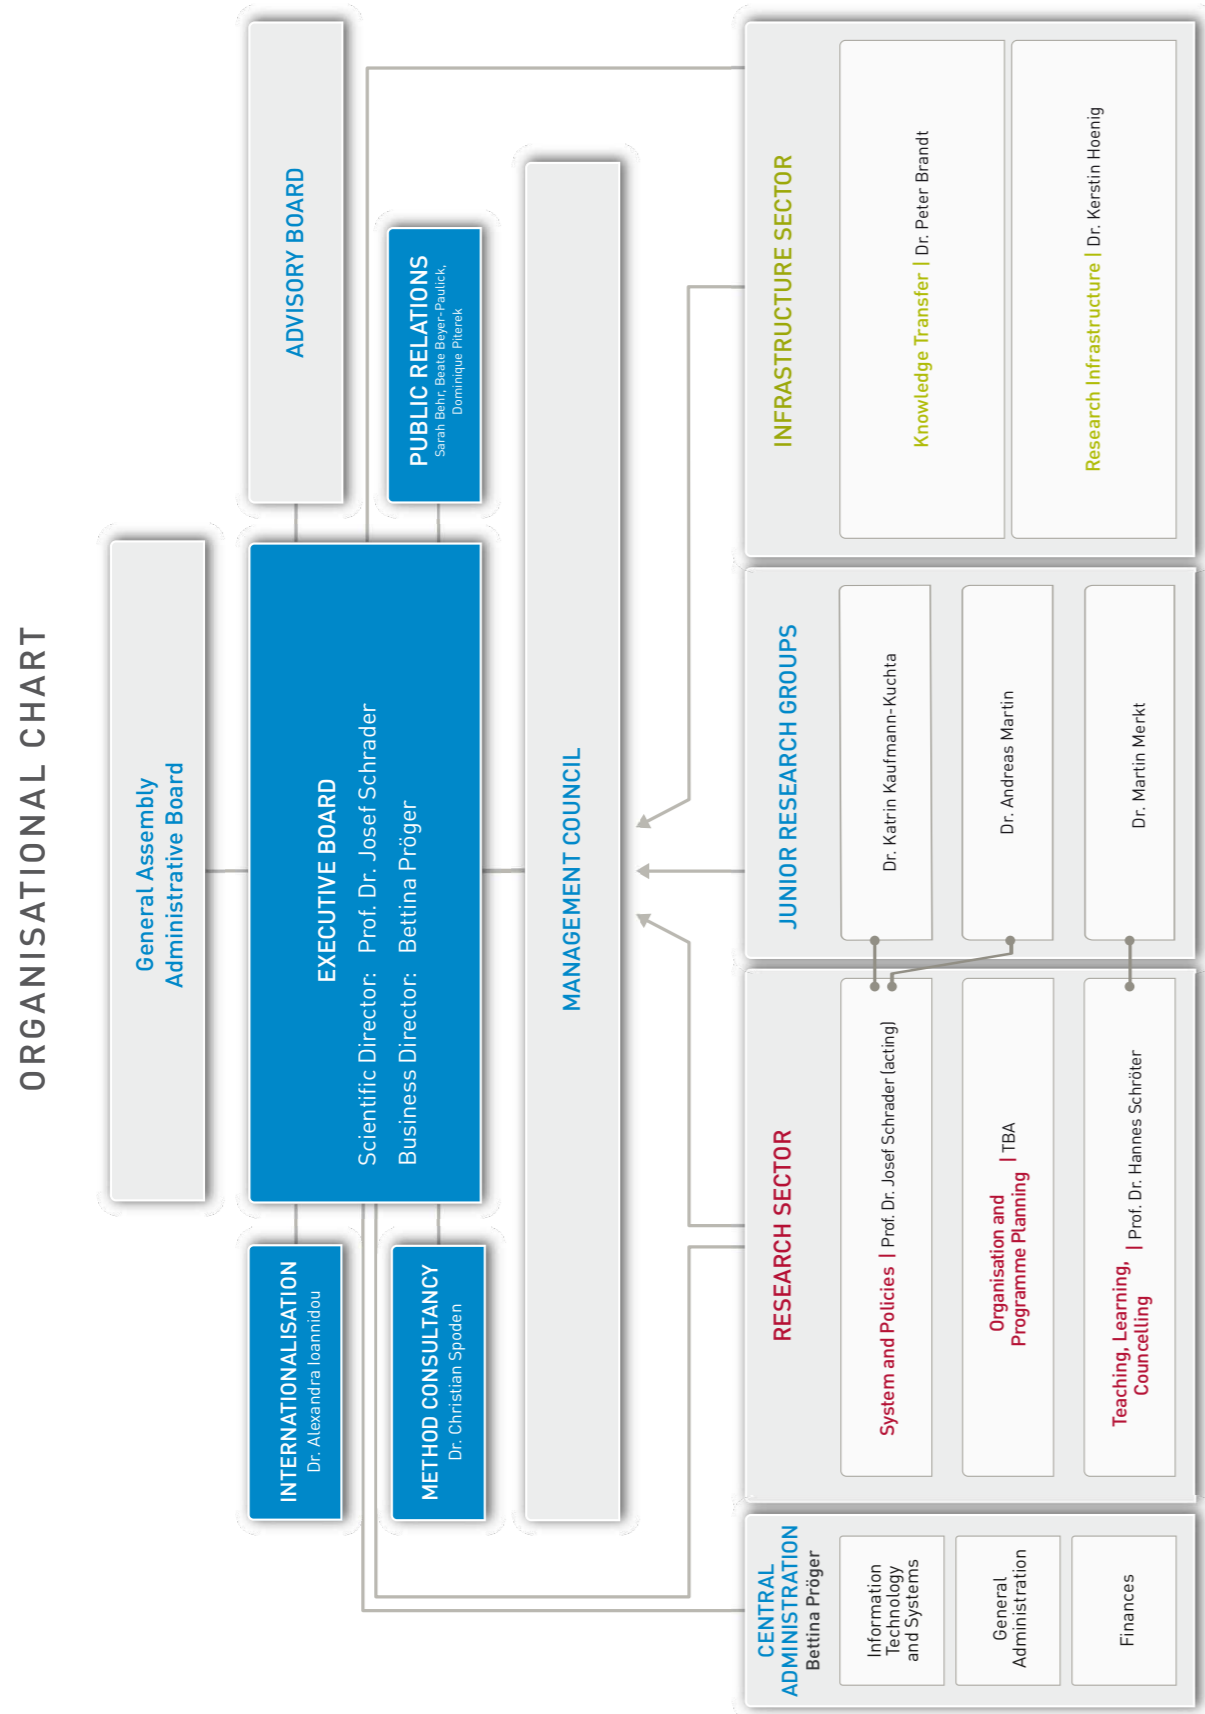 ORGANISATIONAL CHART
General Assembly
Administrative Board
INTERNATIONALISATION
Dr. Alexandra Ioannidou
METHOD CONSULTANCY
Dr. Christian Spoden
EXECUTIVE BOARD
Scientific Director: Prof. Dr. Josef Schrader
Business Director: Bettina Pröger
ADVISORY BOARD
PUBLIC RELATIONS
Sarah Behr, Beate Beyer-Paulick,
Dominique Piterek
MANAGEMENT COUNCIL
CENTRAL
ADMINISTRATION
Bettina Pröger
Information
Technology
and Systems
General
Administration
Finances
RESEARCH SECTOR
System and Policies | Prof. Dr. Josef Schrader (acting)
Organisation and
Programme Planning | TBA
Teaching, Learning,
Councelling | Prof. Dr. Hannes Schröter
JUNIOR RESEARCH GROUPS
Dr. Katrin Kaufmann-Kuchta
Dr. Andreas Martin
Dr. Martin Merkt
INFRASTRUCTURE SECTOR
Knowledge Transfer | Dr. Peter Brandt
Research Infrastructure | Dr. Kerstin Hoenig